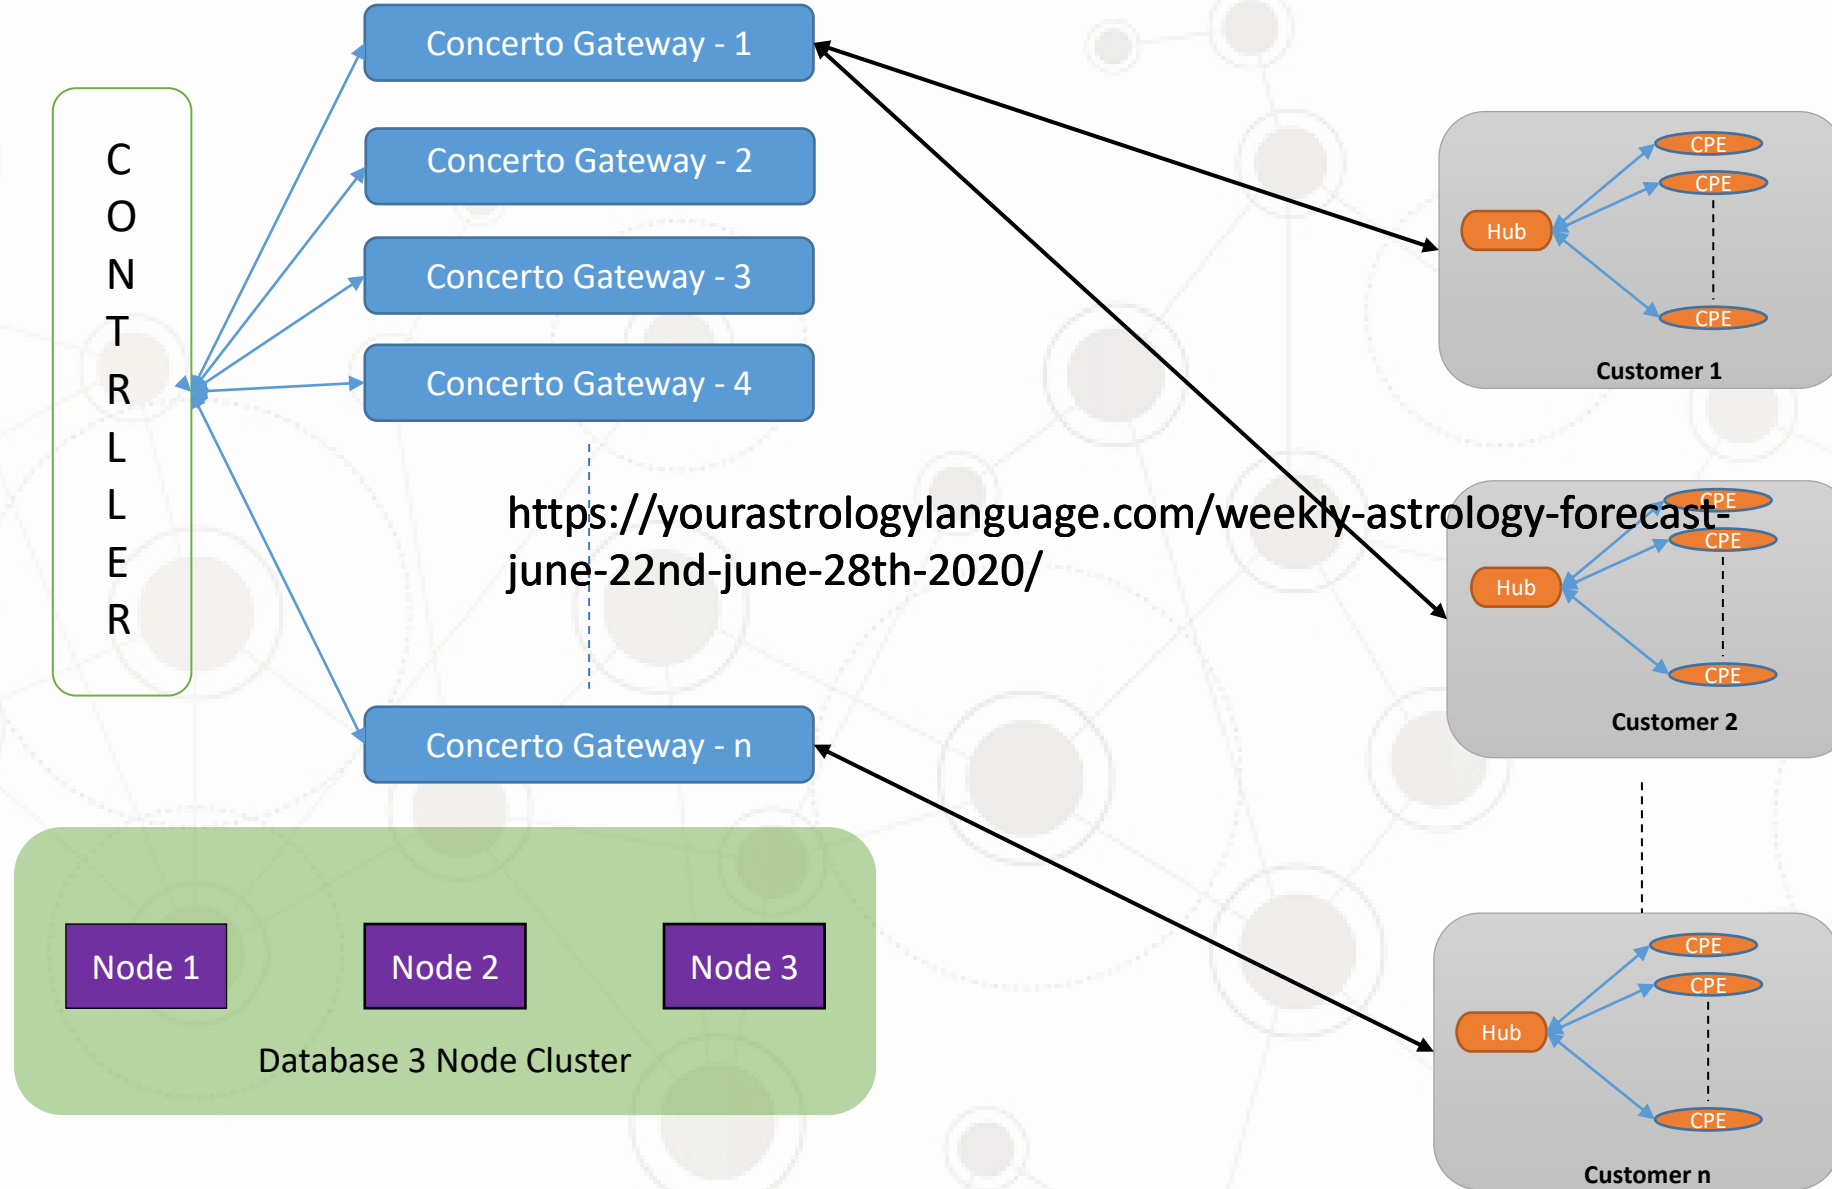 C
O
N
T
R
L
L
E
R
Concerto Gateway - 1
Concerto Gateway - 2
Concerto Gateway - 3
Concerto Gateway - 4
https://yourastrologylanguage.com/weekly-astrology-forecast-
june-22nd-june-28th-2020/
Concerto Gateway - n
Node 1
Node 2
Node 3
Database 3 Node Cluster
CPE
CPE
Hub
CPE
Customer 1
CPE
CPE
Hub
CPE
Customer 2
CPE
CPE
Hub
CPE
Customer n